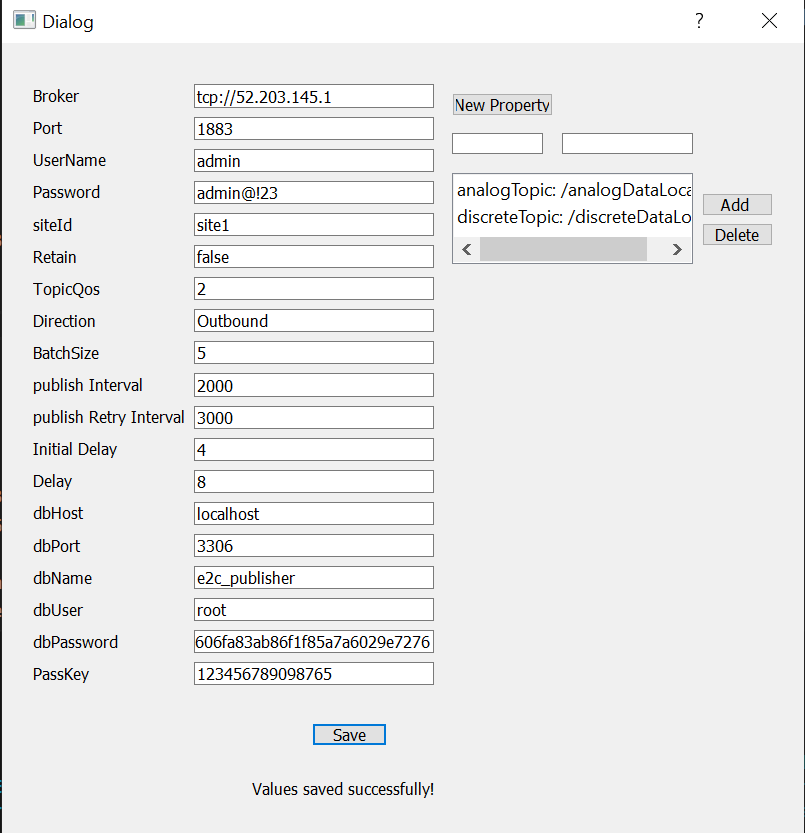 Dialog
Broker tcp://52.203.145.1
Port 1883
UserName admin
Password admin@!23
siteId site1
Retain false
TopicQos 2
Direction Outbound
BatchSize 5
publish Interval 2000
publish Retry Interval 3000
Initial Delay 4
Delay 8
dbHost localhost
dbPort 3306
dbName e2c_publisher
dbUser root
dbPassword 606fa83ab86f1f85a7a6029e7276
PassKey 123456789098765
Save
Values saved successfully!
New Property
analogTopic: /analogDataLoca
discreteTopic: /discreteDataLo
Add
Delete